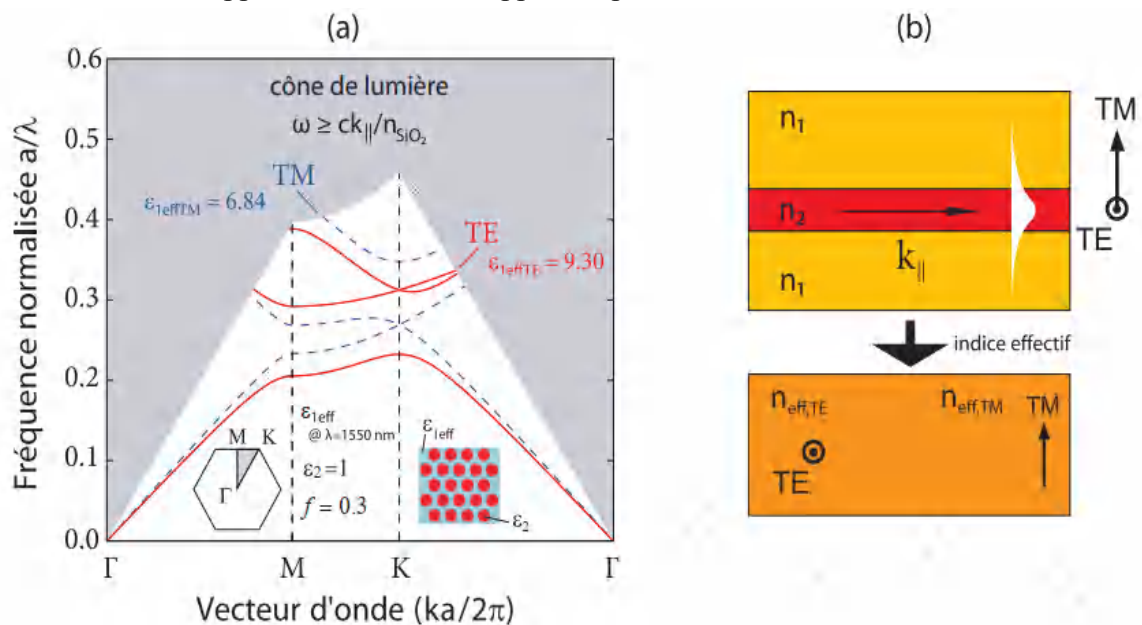 (a)
0.6
0.5
0.4
0.3
0.2
0.1
0.0
Fréquence normalisée a/λ
cône de lumière
ω ≥ ck∥/nSiO₂
TM
ε1effTM = 6.84
TE
ε1effTE = 9.30
ε1eff
@ λ=1550 nm
ε2=1
f = 0.3
M K
Γ
ε1eff
ε2
Γ M K Γ
Vecteur d'onde (ka/2π)
(b)
n1
n2
n1
k∥
TM
TE
indice effectif
neff,TE
neff,TM
TM
TE